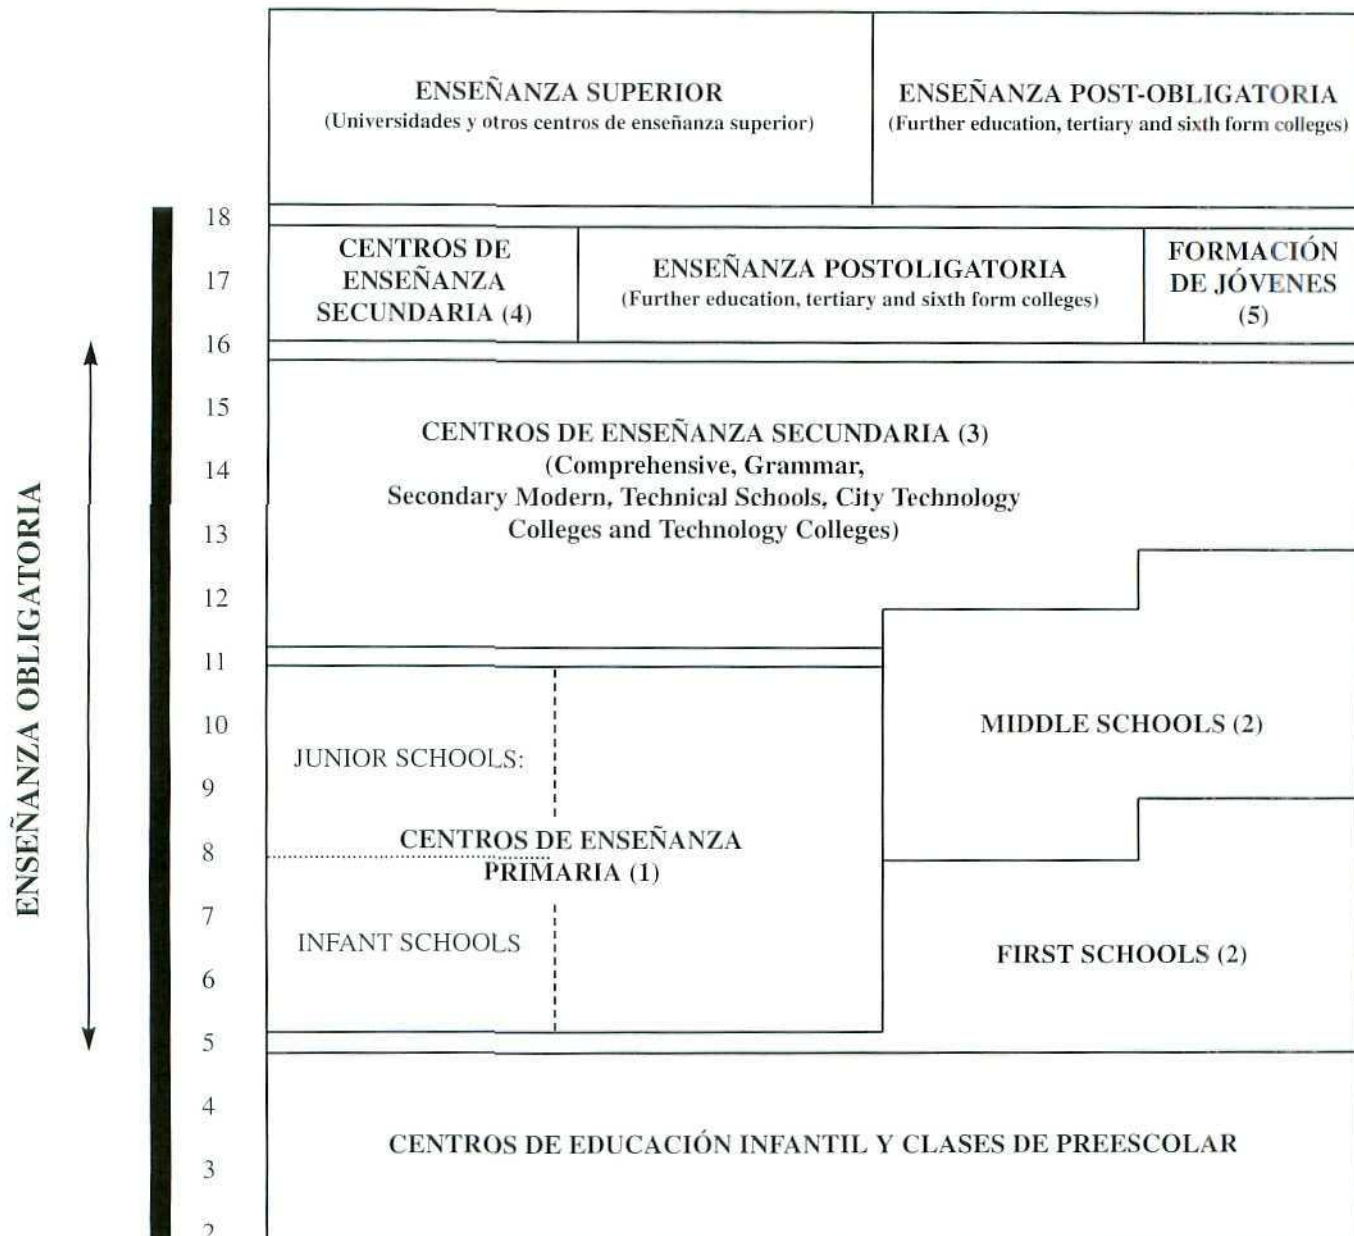 ENSEÑANZA SUPERIOR
(Universidades y otros centros de enseñanza superior)
ENSEÑANZA POST-OBLIGATORIA
(Further education, tertiary and sixth form colleges)
18
CENTROS DE
ENSEÑANZA
SECUNDARIA (4)
ENSEÑANZA POSTOLIGATORIA
(Further education, tertiary and sixth form colleges)
FORMACIÓN
DE JÓVENES
(5)
17
16
ENSEÑANZA OBLIGATORIA
15
CENTROS DE ENSEÑANZA SECUNDARIA (3)
(Comprehensive, Grammar,
Secondary Modern, Technical Schools, City Technology
Colleges and Technology Colleges)
14
13
12
11
10
MIDDLE SCHOOLS (2)
JUNIOR SCHOOLS:
9
CENTROS DE ENSEÑANZA
PRIMARIA (1)
8
7
INFANT SCHOOLS
FIRST SCHOOLS (2)
6
5
4
CENTROS DE EDUCACIÓN INFANTIL Y CLASES DE PREESCOLAR
3
2